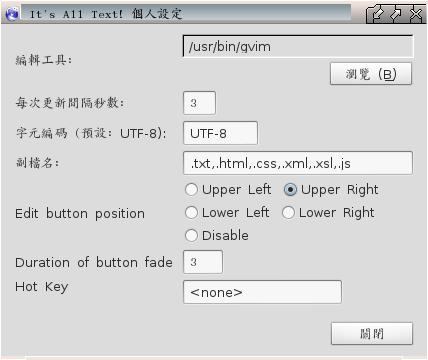 It's All Text! 個人設定
編輯工具: /usr/bin/gvim
瀏覽 (B)
每次更新間隔秒數: 3
字元編碼 (預設: UTF-8): UTF-8
副檔名: .txt,.html,.css,.xml,.xsl,.js
Upper Left Upper Right
Edit button position Lower Left Lower Right
Disable
Duration of button fade 3
Hot Key <none>
關閉